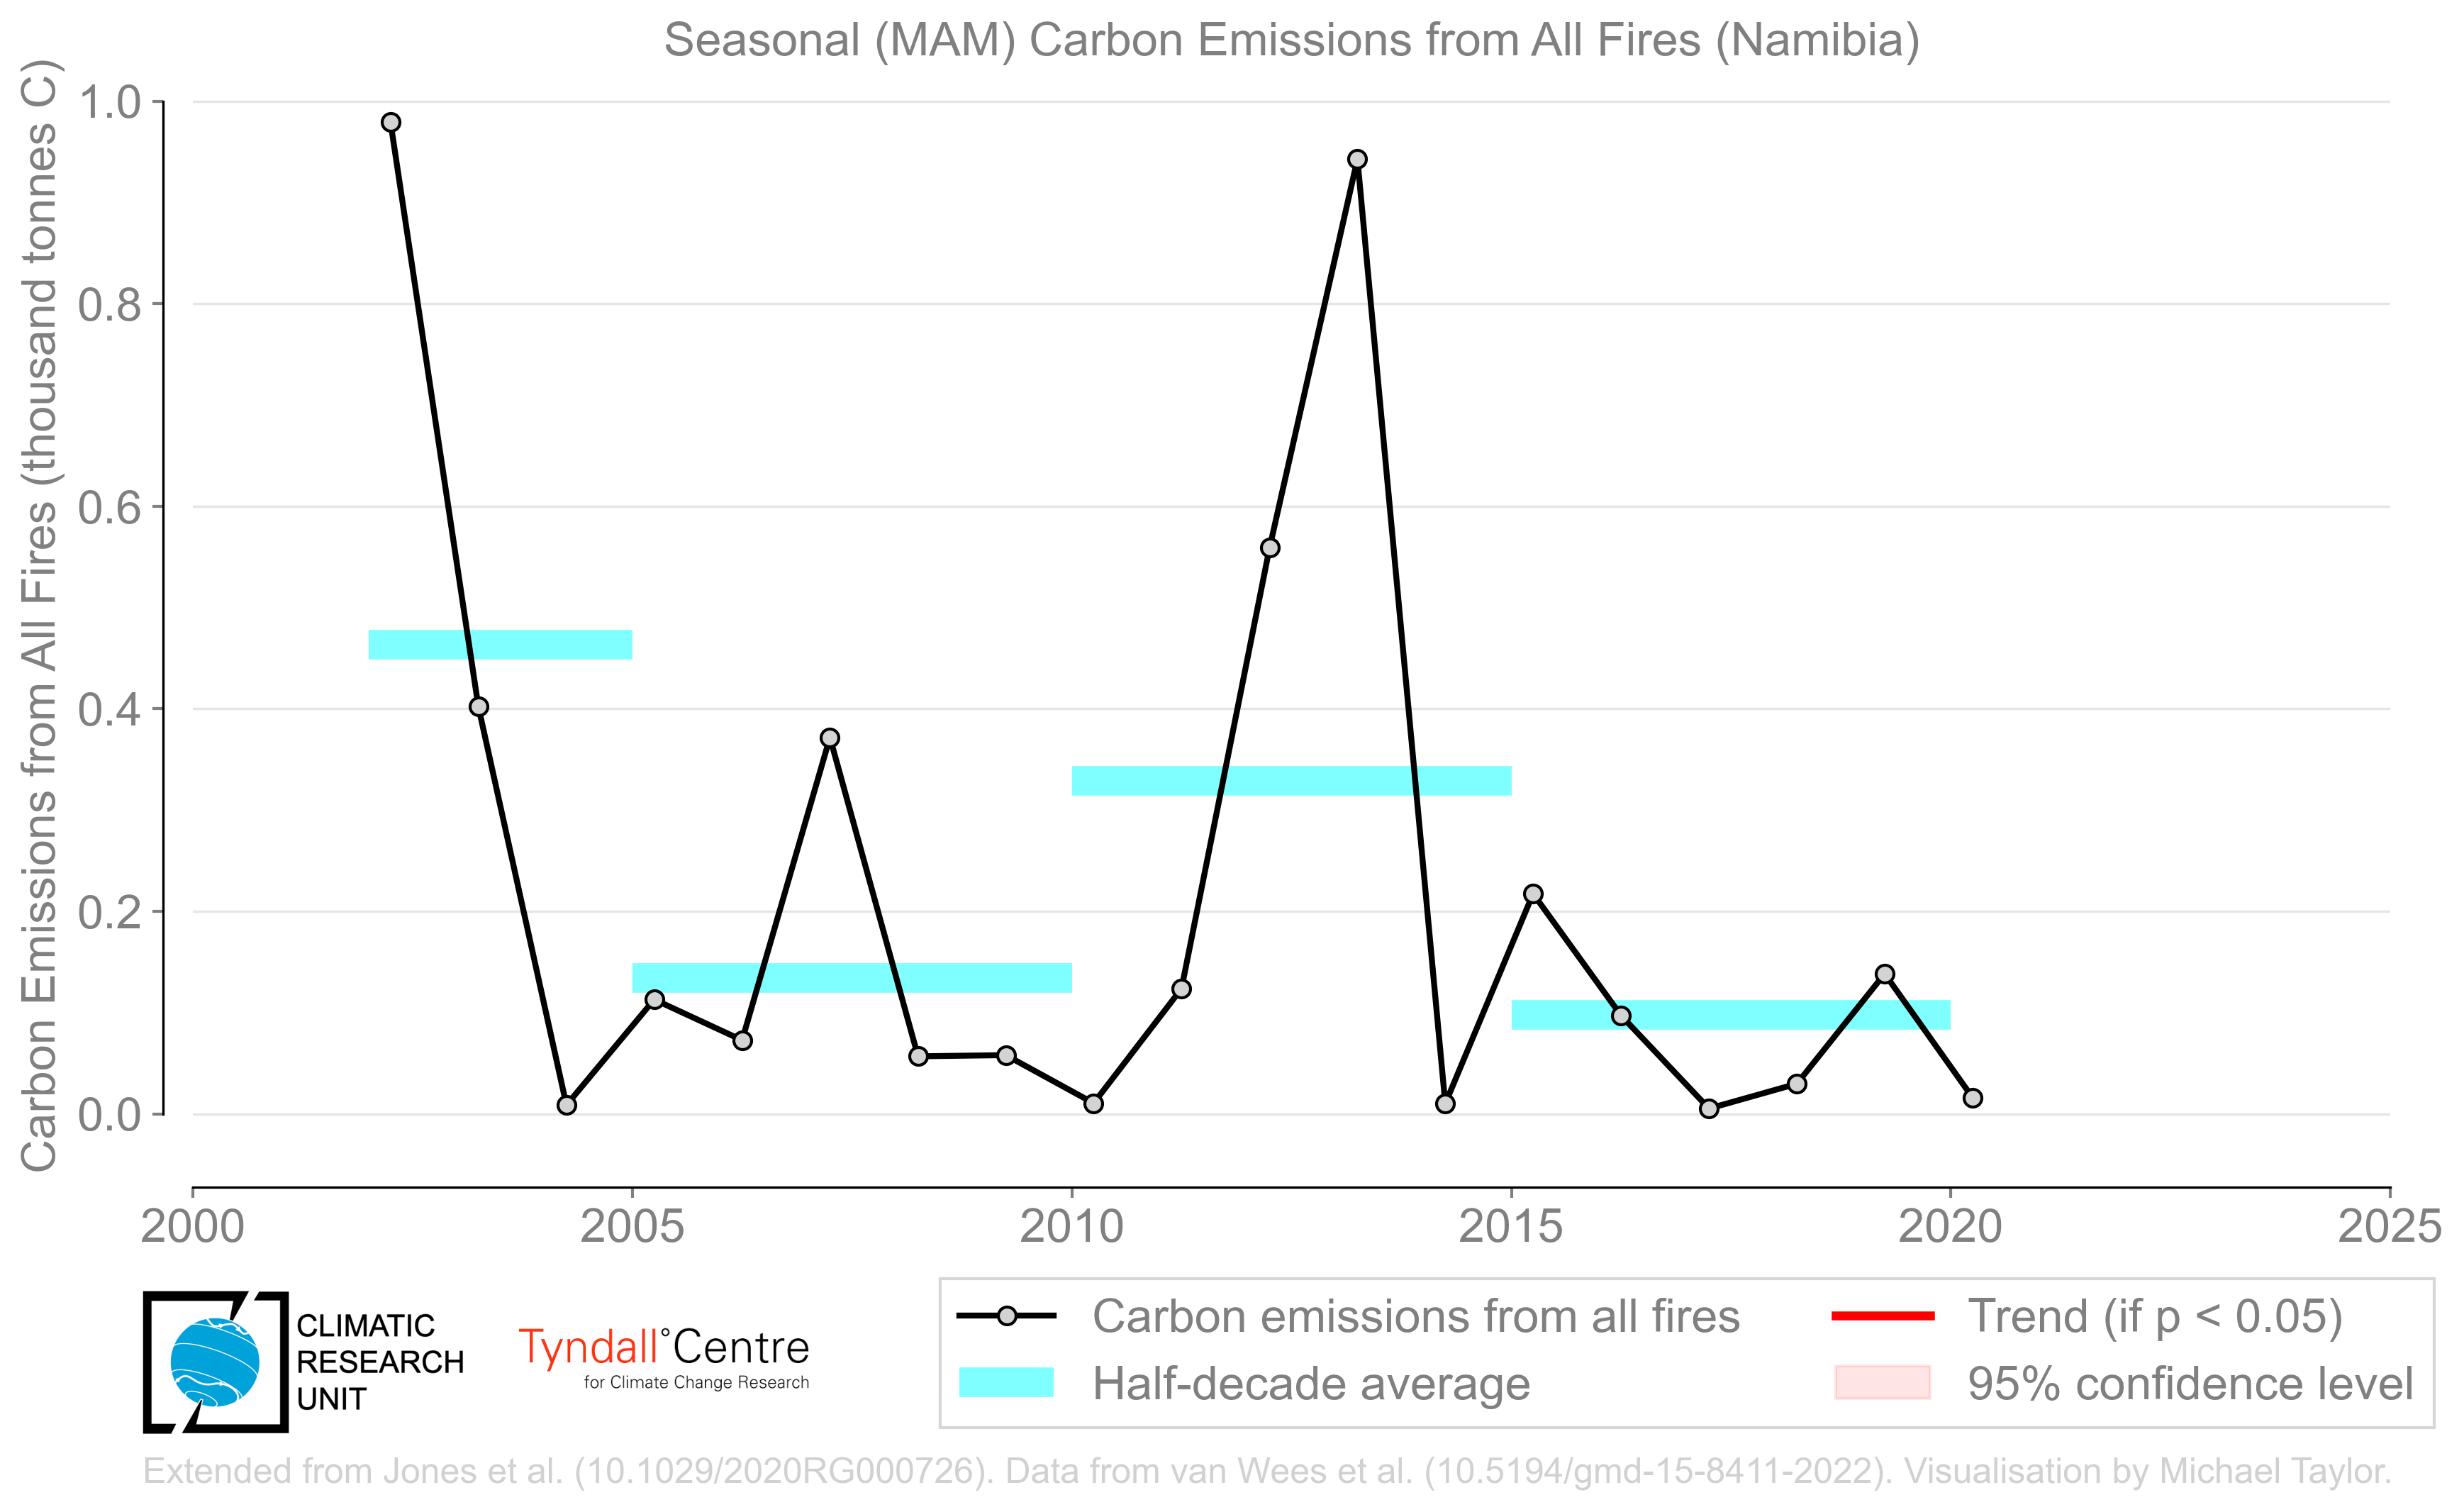 Seasonal (MAM) Carbon Emissions from All Fires (Namibia)
Carbon Emissions from All Fires (thousand tonnes C)
1.0
0.8
0.6
0.4
0.2
0.0
2000
2005
2010
2015
2020
2025
CLIMATIC
RESEARCH
UNIT
Tyndall°Centre
for Climate Change Research
Carbon emissions from all fires
Half-decade average
Trend (if p < 0.05)
95% confidence level
Extended from Jones et al. (10.1029/2020RG000726). Data from van Wees et al. (10.5194/gmd-15-8411-2022). Visualisation by Michael Taylor.